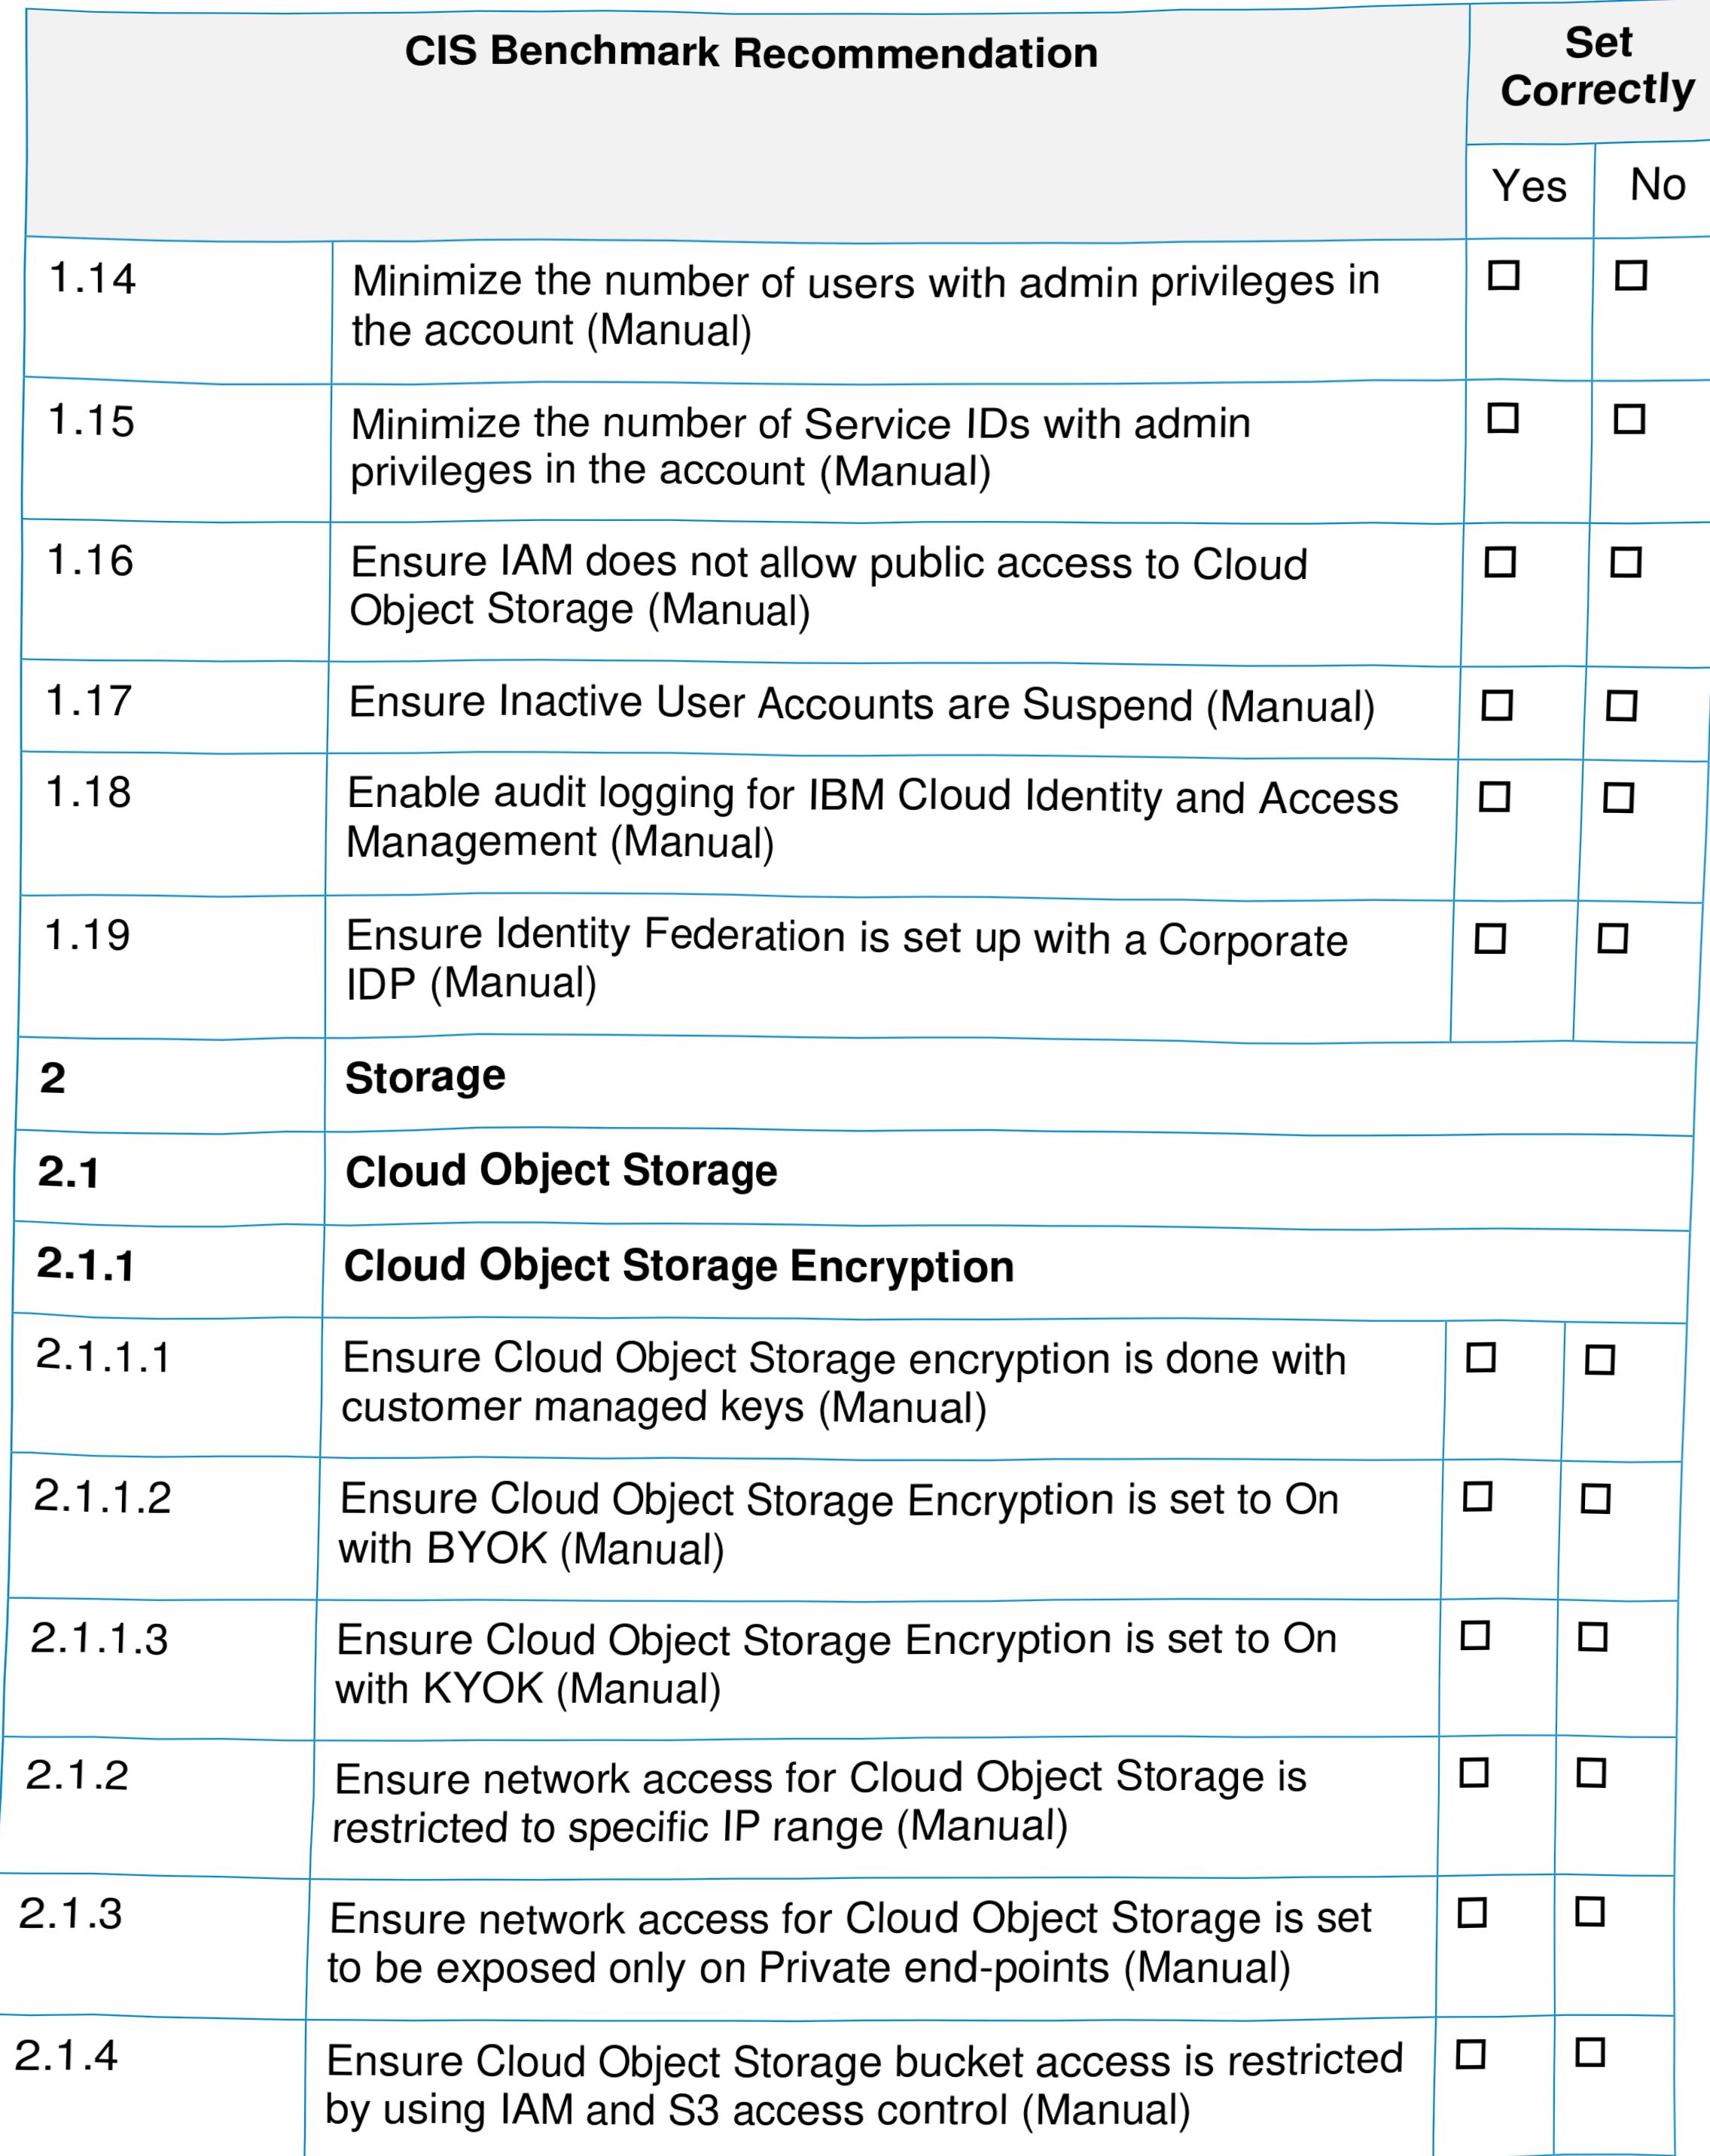 CIS Benchmark Recommendation
Set
Correctly
Yes
No
1.14
Minimize the number of users with admin privileges in
the account (Manual)
1.15
Minimize the number of Service IDs with admin
privileges in the account (Manual)
1.16
Ensure IAM does not allow public access to Cloud
Object Storage (Manual)
1.17
Ensure Inactive User Accounts are Suspend (Manual)
1.18
Enable audit logging for IBM Cloud Identity and Access
Management (Manual)
1.19
Ensure Identity Federation is set up with a Corporate
IDP (Manual)
2
Storage
2.1
Cloud Object Storage
2.1.1
Cloud Object Storage Encryption
2.1.1.1
Ensure Cloud Object Storage encryption is done with
customer managed keys (Manual)
2.1.1.2
Ensure Cloud Object Storage Encryption is set to On
with BYOK (Manual)
2.1.1.3
Ensure Cloud Object Storage Encryption is set to On
with KYOK (Manual)
2.1.2
Ensure network access for Cloud Object Storage is
restricted to specific IP range (Manual)
2.1.3
Ensure network access for Cloud Object Storage is set
to be exposed only on Private end-points (Manual)
2.1.4
Ensure Cloud Object Storage bucket access is restricted
by using IAM and S3 access control (Manual)